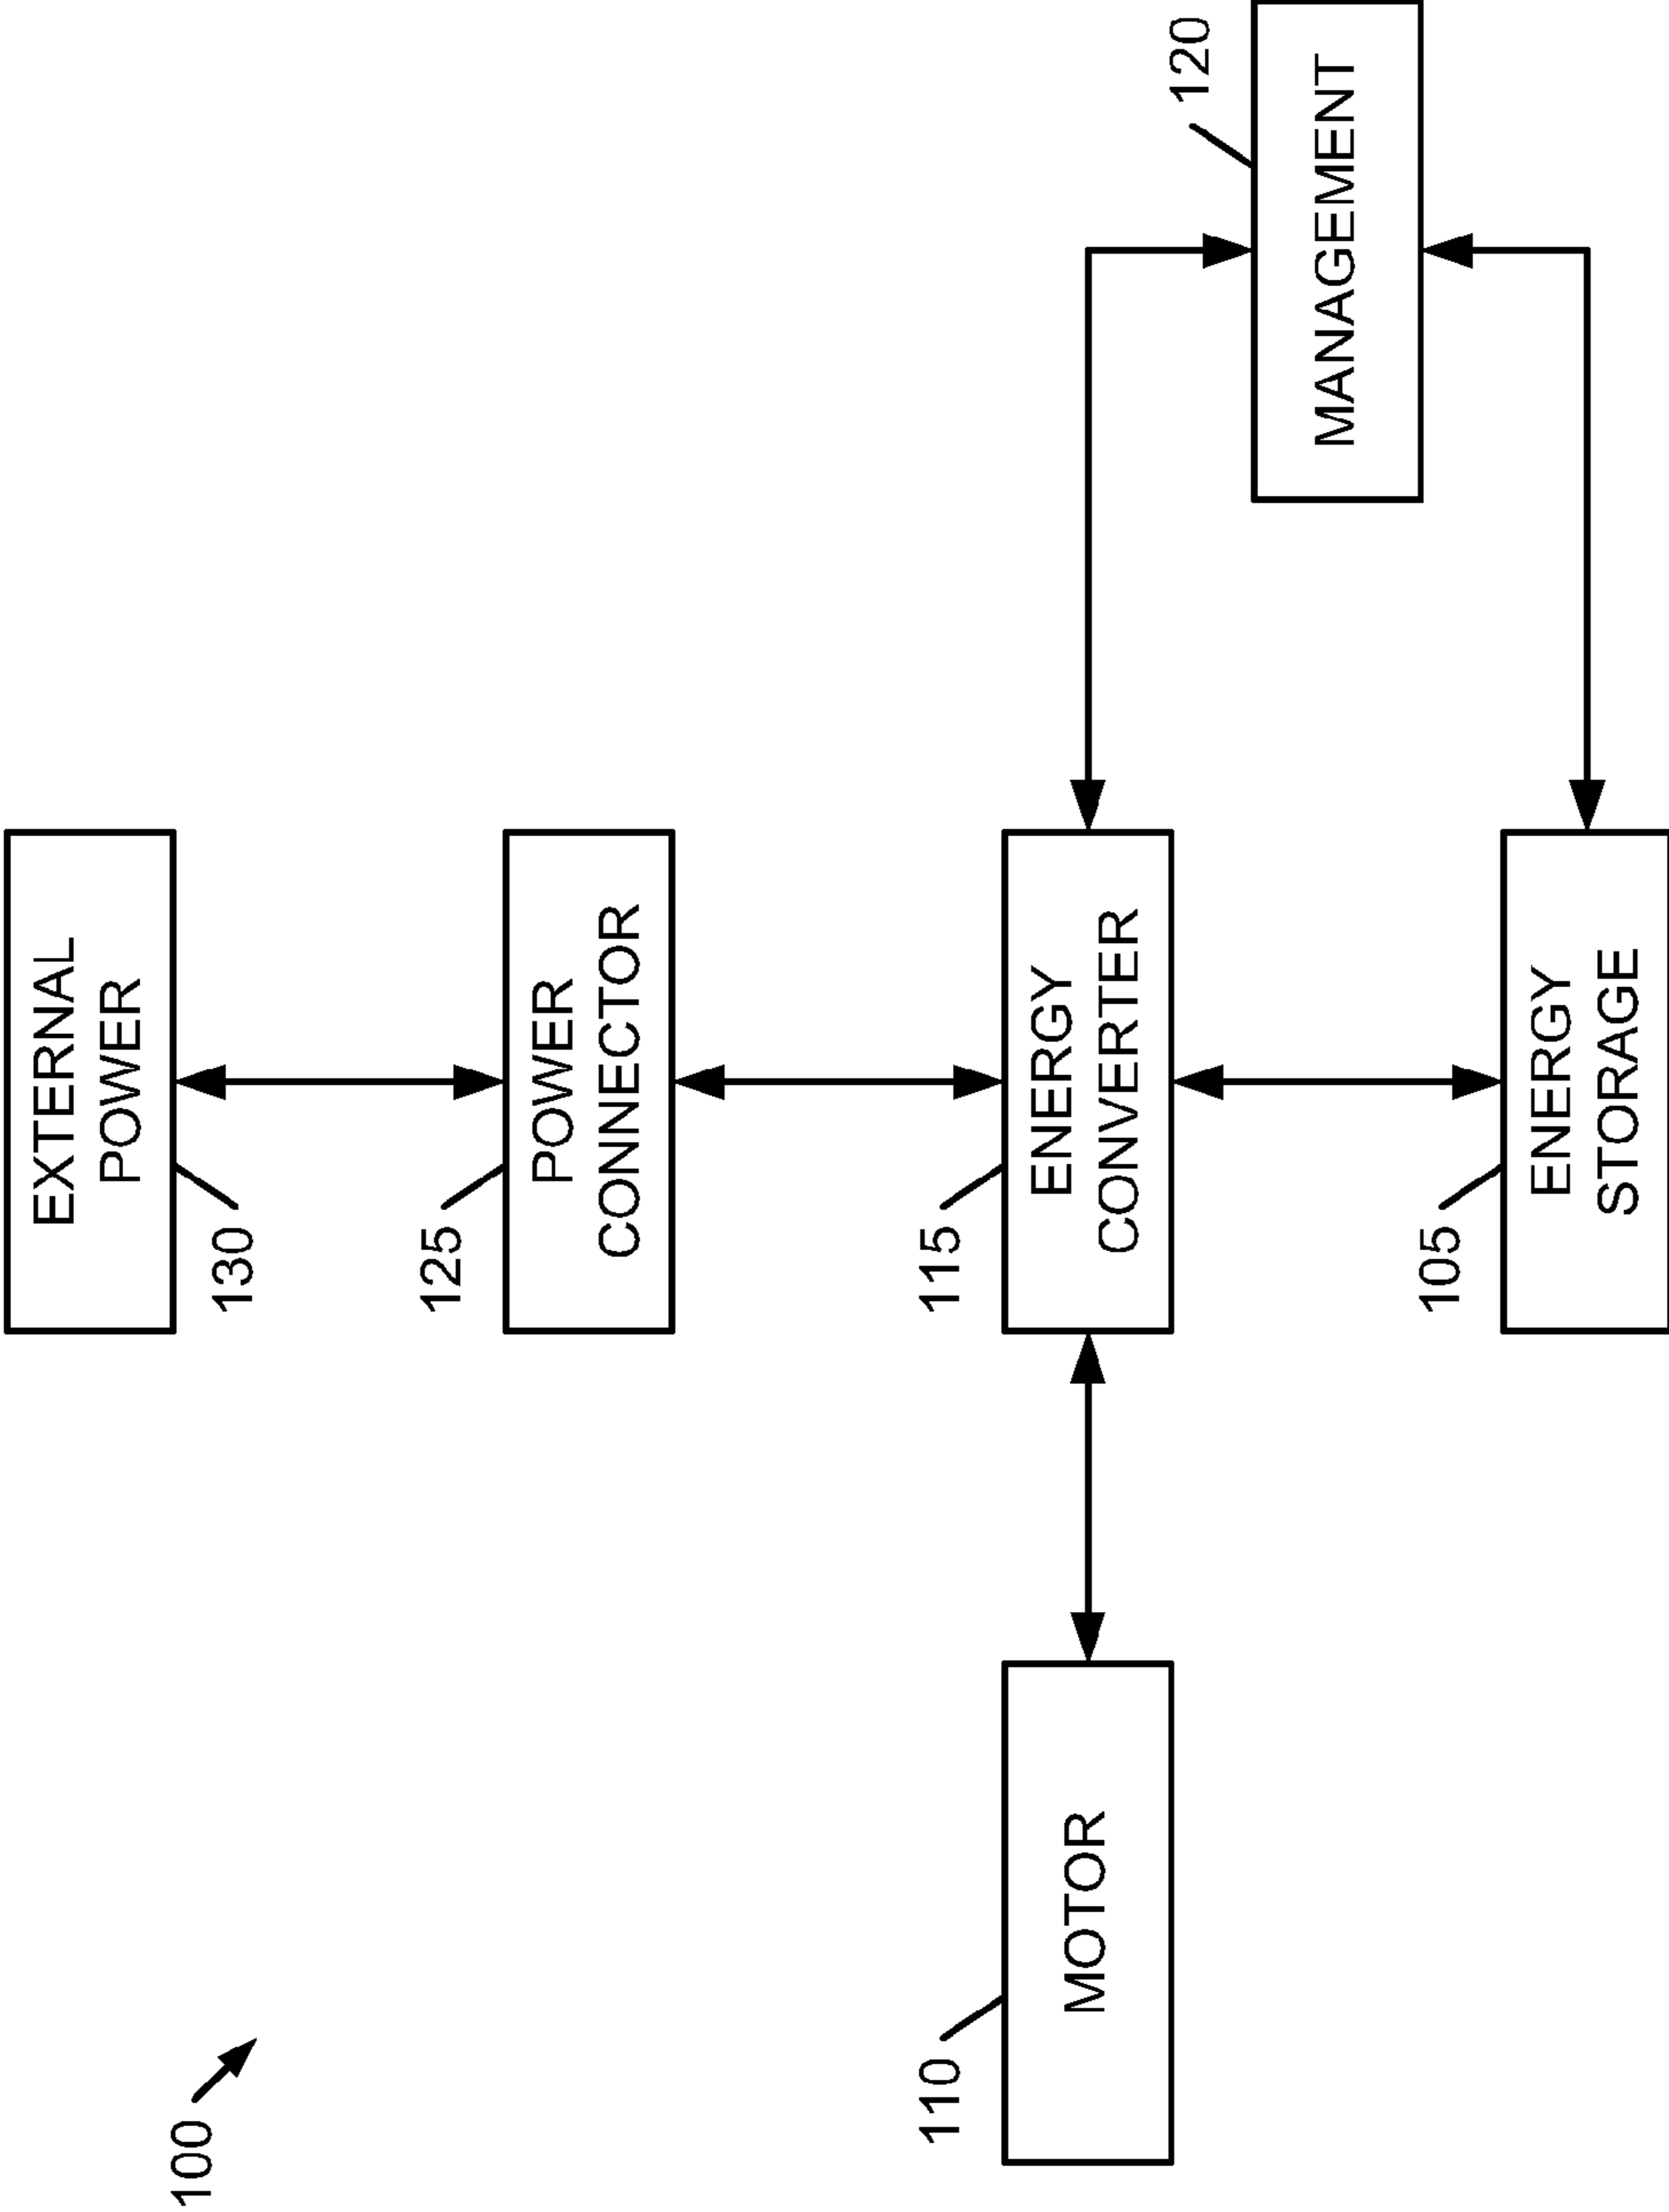 100
EXTERNAL
POWER
130
125
POWER
CONNECTOR
110
MOTOR
115
ENERGY
CONVERTER
120
MANAGEMENT
105
ENERGY
STORAGE